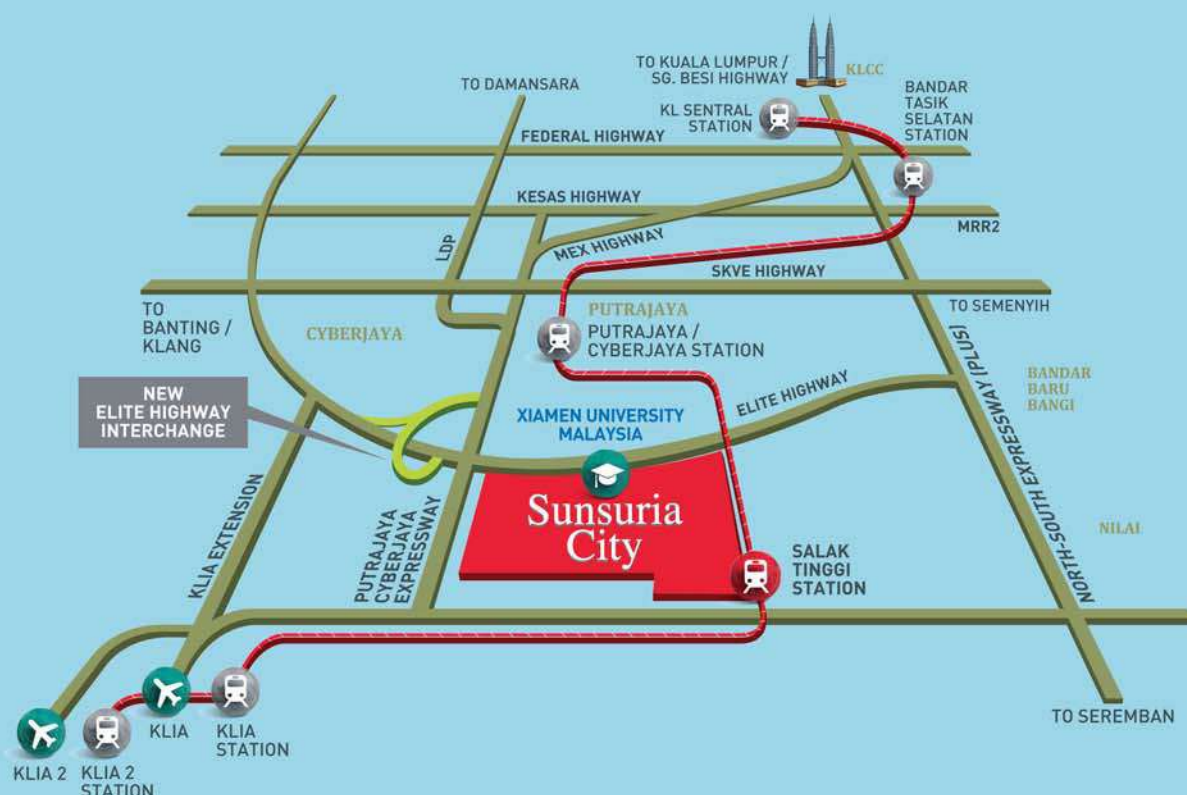 TO KUALA LUMPUR /
SG. BESI HIGHWAY
KLCC
TO DAMANSARA
KL SENTRAL
STATION
BANDAR
TASIK
SELATAN
STATION
FEDERAL HIGHWAY
KESAS HIGHWAY
MRR2
LDP
MEX HIGHWAY
SKVE HIGHWAY
TO
BANTING /
KLANG
CYBERJAYA
PUTRAJAYA
PUTRAJAYA /
CYBERJAYA STATION
TO SEMENYIH
NEW
ELITE HIGHWAY
INTERCHANGE
XIAMEN UNIVERSITY
MALAYSIA
ELITE HIGHWAY
BANDAR
BARU
BANGI
NORTH-SOUTH EXPRESSWAY (PLUS)
Sunsuria
City
KLIA EXTENSION
PUTRAJAYA
CYBERJAYA
EXPRESSWAY
SALAK
TINGGI
STATION
NILAI
TO SEREMBAN
KLIA
KLIA
STATION
KLIA 2
KLIA 2
STATION